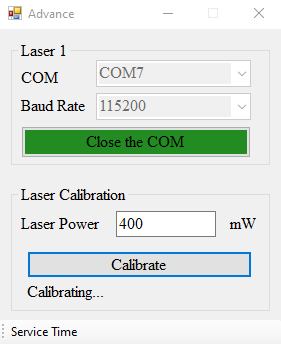 Advance
Laser 1
COM COM7
Baud Rate 115200
Close the COM
Laser Calibration
Laser Power 400 mW
Calibrate
Calibrating...
Service Time